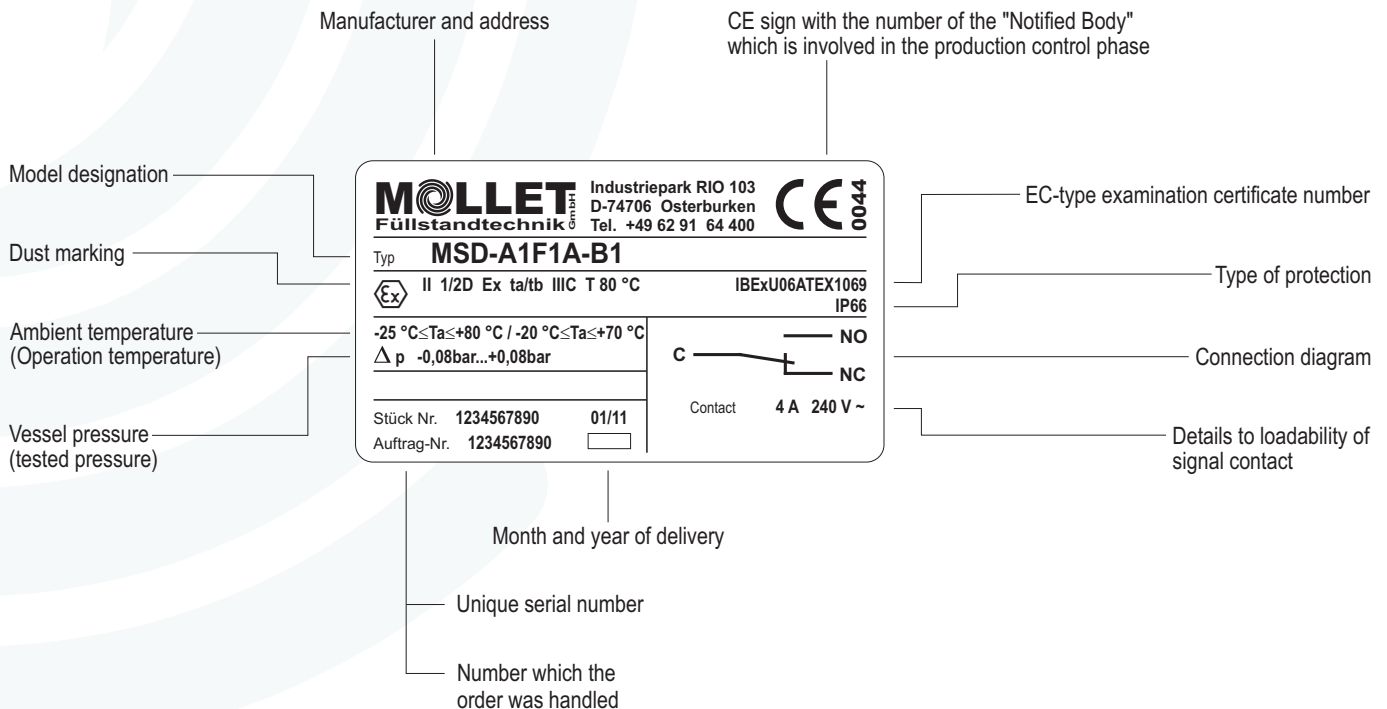 Manufacturer and address
CE sign with the number of the "Notified Body"
which is involved in the production control phase
Model designation
Dust marking
Ambient temperature
(Operation temperature)
Vessel pressure
(tested pressure)
MOLLET GmbH
Füllstandtechnik
Industriepark RIO 103
D-74706 Osterburken
Tel. +49 62 91 64 400
CE 0044
Typ MSD-A1F1A-B1
Ex II 1/2D Ex ta/tb IIIC T 80 °C
IBExU06ATEX1069
IP66
-25 °C≤Ta≤+80 °C / -20 °C≤Ta≤+70 °C
Δ p -0,08bar...+0,08bar
NO
C
NC
Contact 4 A 240 V ~
Stück Nr. 1234567890 01/11
Auftrag-Nr. 1234567890
EC-type examination certificate number
Type of protection
Connection diagram
Details to loadability of
signal contact
Month and year of delivery
Unique serial number
Number which the
order was handled